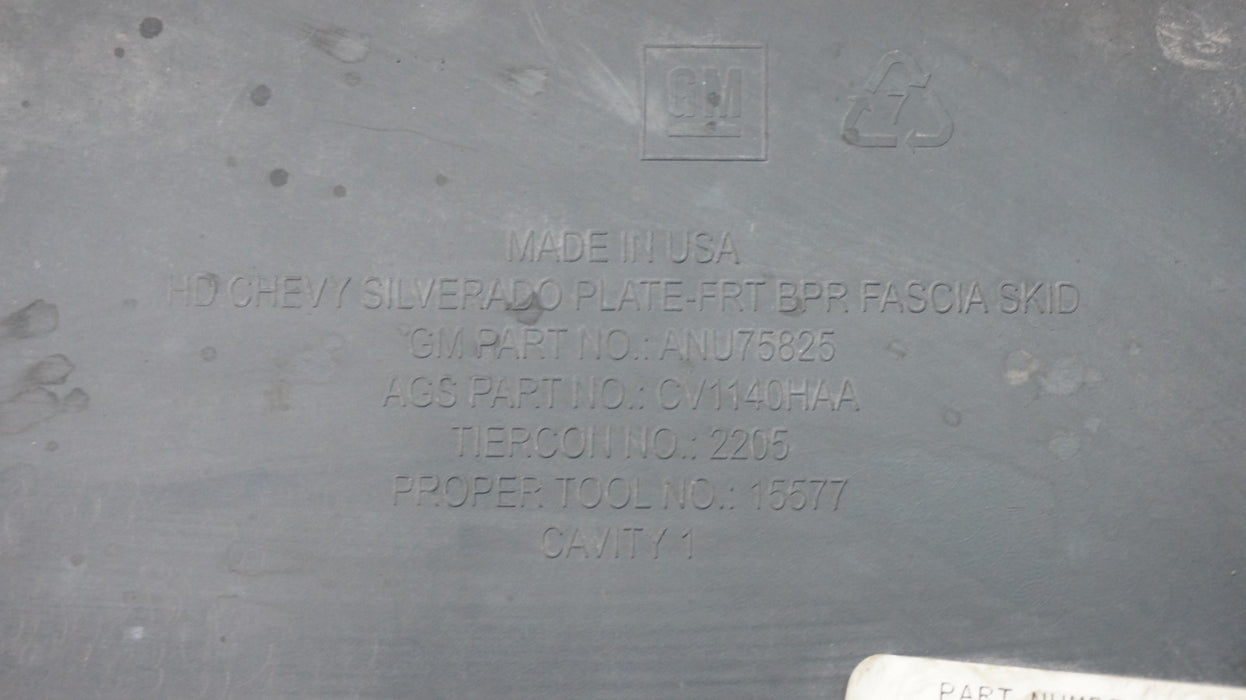 GM
7
MADE IN USA
HD CHEVY SILVERADO PLATE-FRT BPR FASCIA SKID
GM PART NO.: ANU75825
AGS PART NO.: CV1140HAA
TIERCON NO.: 2205
PROPER TOOL NO.: 15577
CAVITY 1
PART